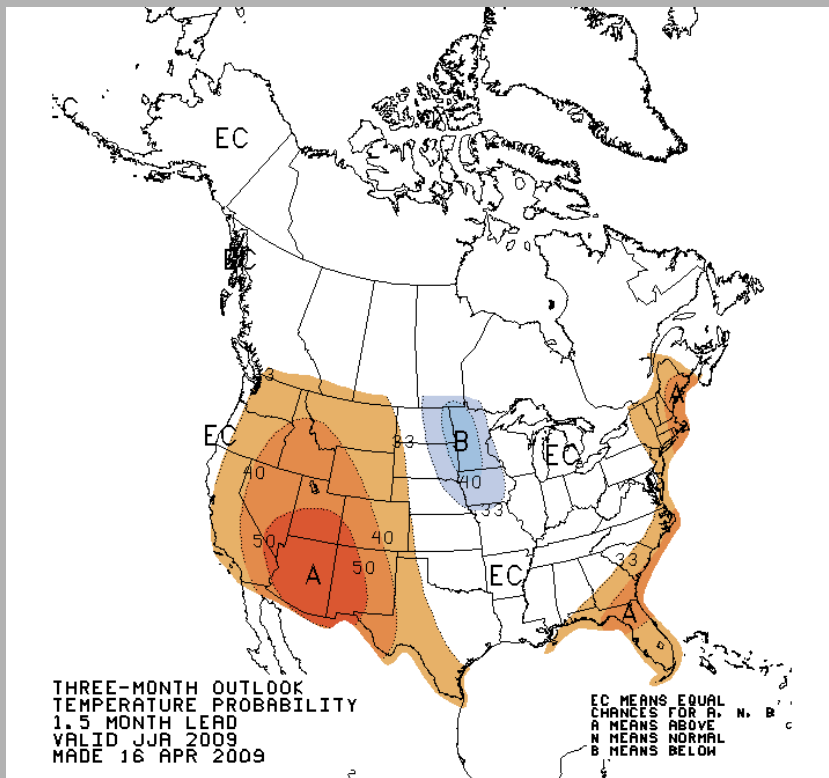 EC
EC
EC
33
EC
40
50
A
50
40
33
B
40
33
EC
EC
A
33
A
THREE-MONTH OUTLOOK
TEMPERATURE PROBABILITY
1.5 MONTH LEAD
VALID JJA 2009
MADE 16 APR 2009
EC MEANS EQUAL
CHANCES FOR A, N, B
A MEANS ABOVE
N MEANS NORMAL
B MEANS BELOW